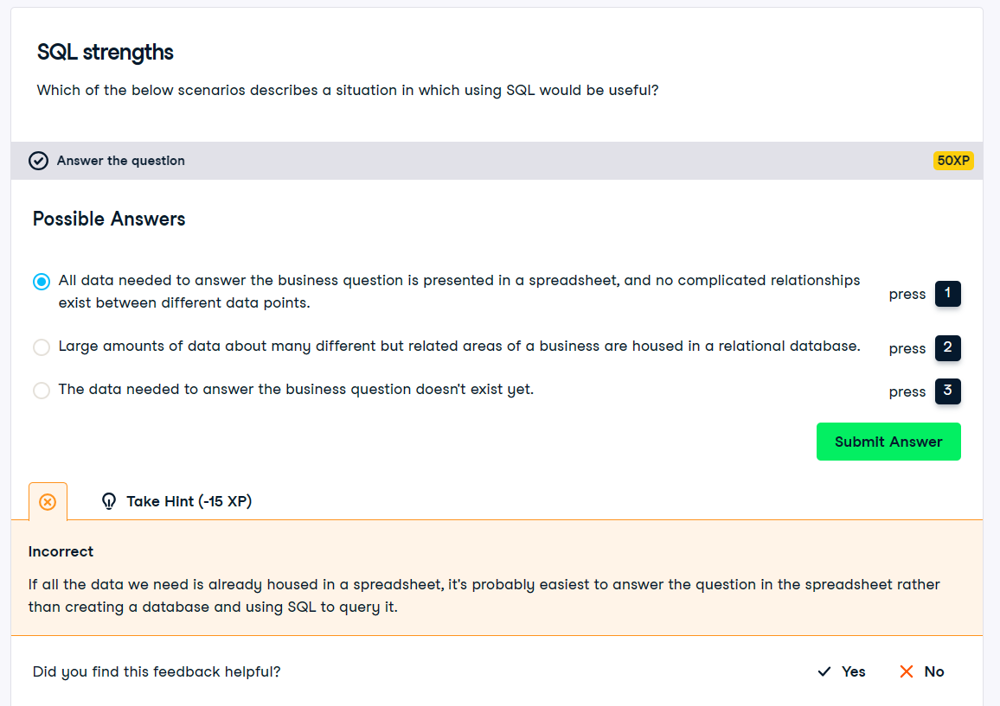 SQL strengths
Which of the below scenarios describes a situation in which using SQL would be useful?
Answer the question
50XP
Possible Answers
All data needed to answer the business question is presented in a spreadsheet, and no complicated relationships
exist between different data points.
press 1
Large amounts of data about many different but related areas of a business are housed in a relational database.
press 2
The data needed to answer the business question doesn't exist yet.
press 3
Submit Answer
Take Hint (-15 XP)
Incorrect
If all the data we need is already housed in a spreadsheet, it's probably easiest to answer the question in the spreadsheet rather
than creating a database and using SQL to query it.
Did you find this feedback helpful?
Yes
No